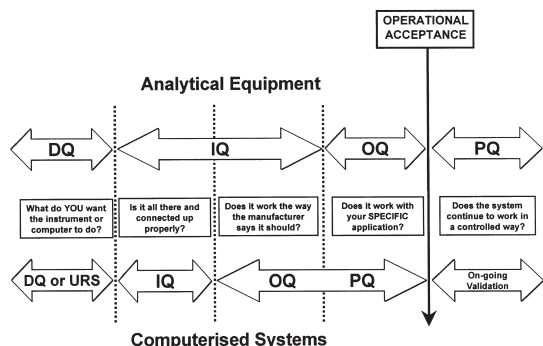 OPERATIONAL
ACCEPTANCE
Analytical Equipment
DQ
IQ
OQ
PQ
What do YOU want
the instrument or
computer to do?
Is it all there and
connected up
properly?
Does it work the way
the manufacturer
says it should?
Does it work with
your SPECIFIC
application?
Does the system
continue to work in
a controlled way?
DQ or URS
IQ
OQ
PQ
On-going
Validation
Computerised Systems